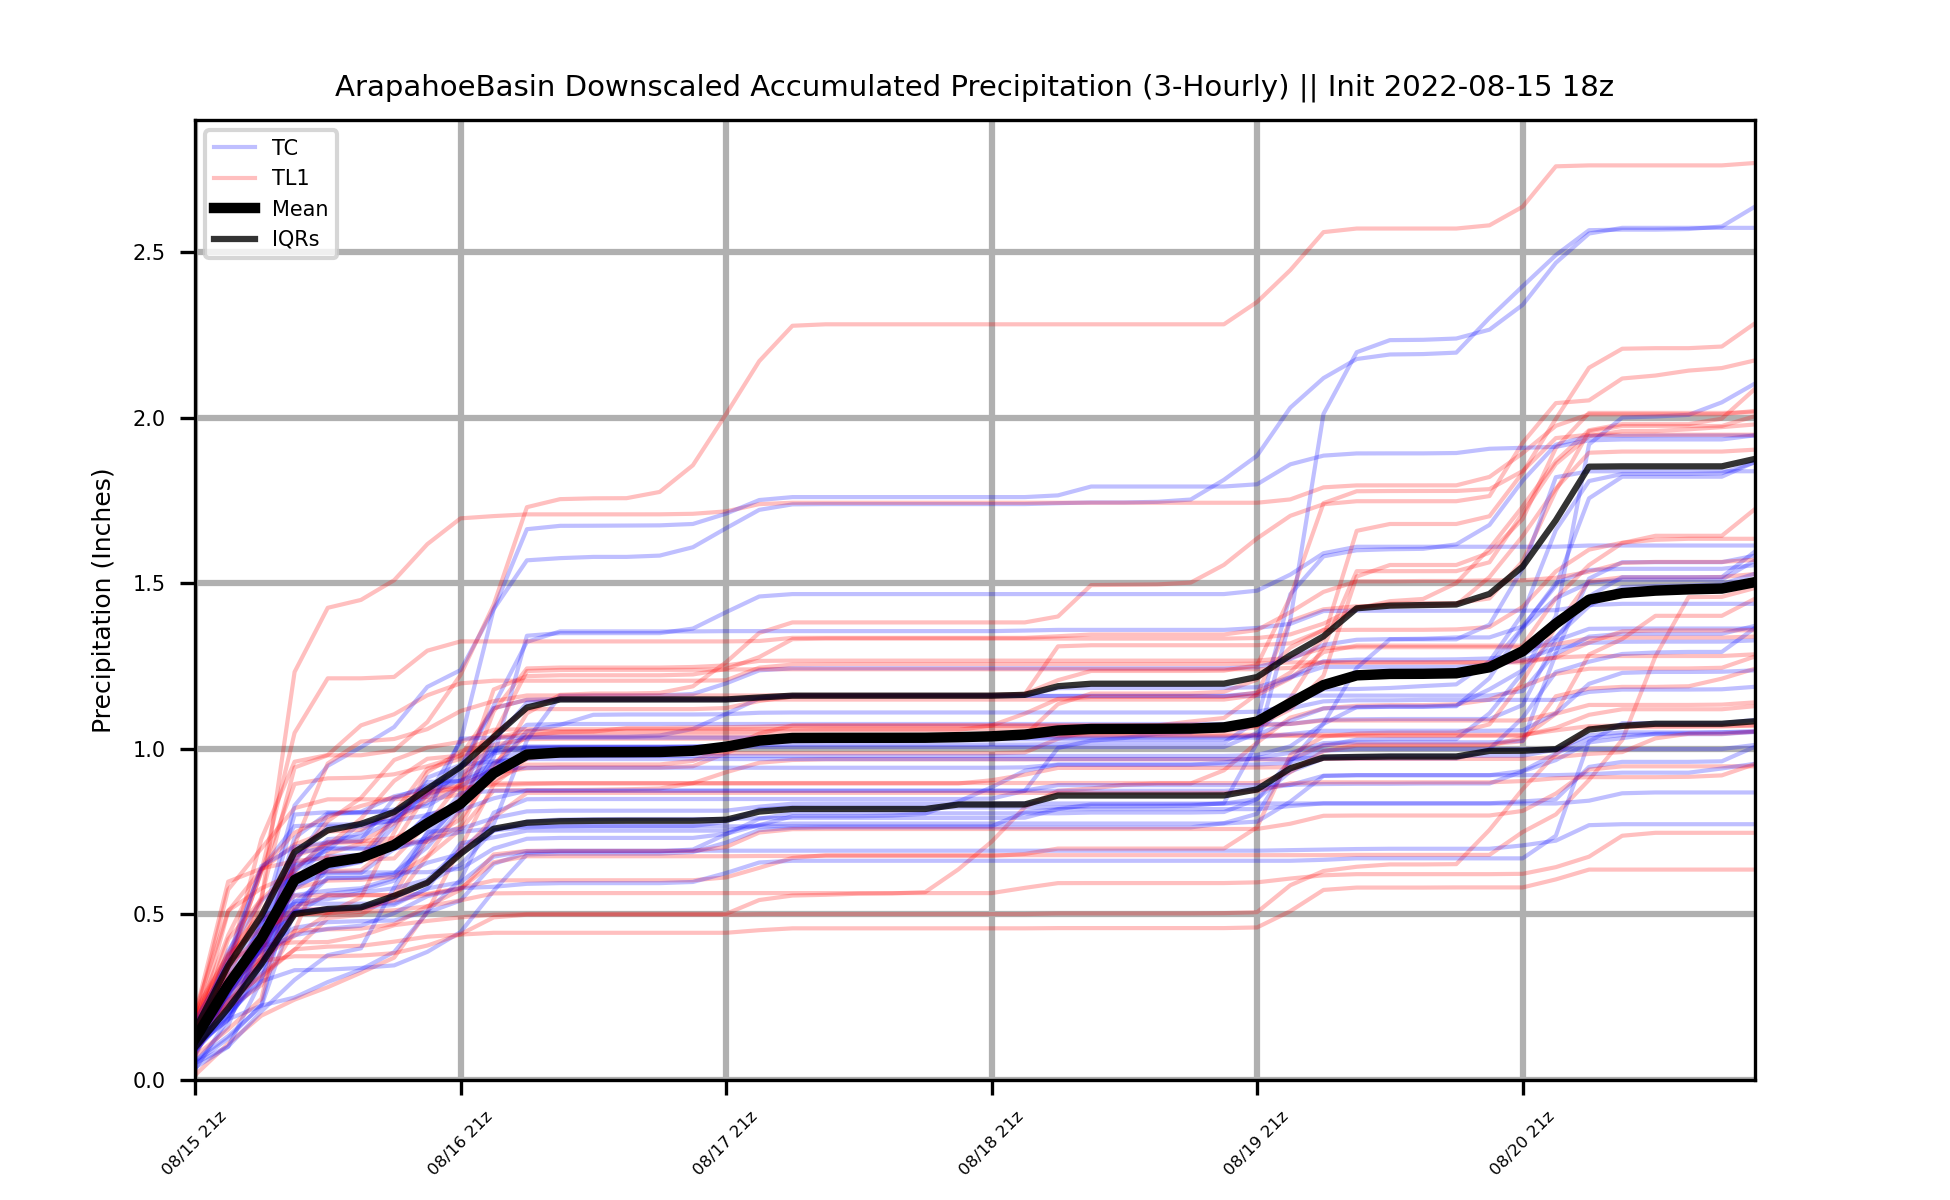 ArapahoeBasin Downscaled Accumulated Precipitation (3-Hourly) || Init 2022-08-15 18z
TC
TL1
Mean
IQRs
Precipitation (Inches)
2.5
2.0
1.5
1.0
0.5
0.0
08/15 21z
08/16 21z
08/17 21z
08/18 21z
08/19 21z
08/20 21z